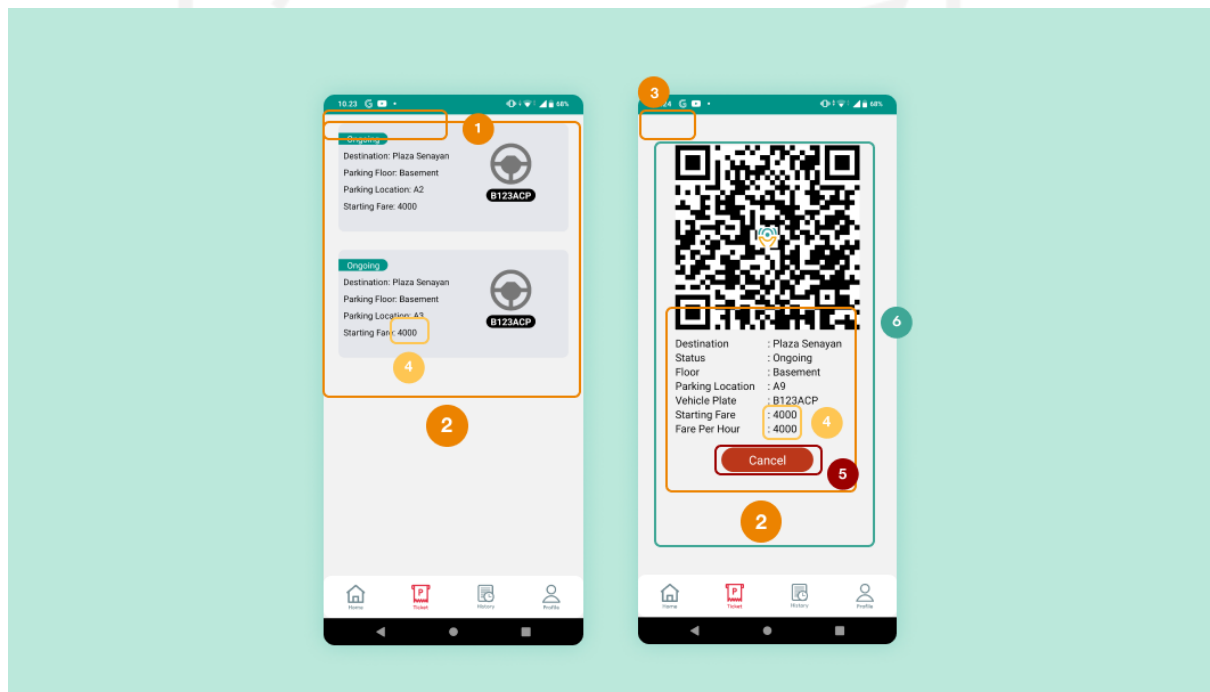 10.23 G
68%
1
Ongoing
Destination: Plaza Senayan
Parking Floor: Basement
Parking Location: A2
Starting Fare: 4000
B123ACP
Ongoing
Destination: Plaza Senayan
Parking Floor: Basement
Parking Location: A3
Starting Fare: 4000
B123ACP
4
2
Home
Ticket
History
Profile
3
24 G
68%
6
Destination : Plaza Senayan
Status : Ongoing
Floor : Basement
Parking Location : A9
Vehicle Plate : B123ACP
Starting Fare : 4000
Fare Per Hour : 4000
4
Cancel
5
2
Home
P
Ticket
History
Profile